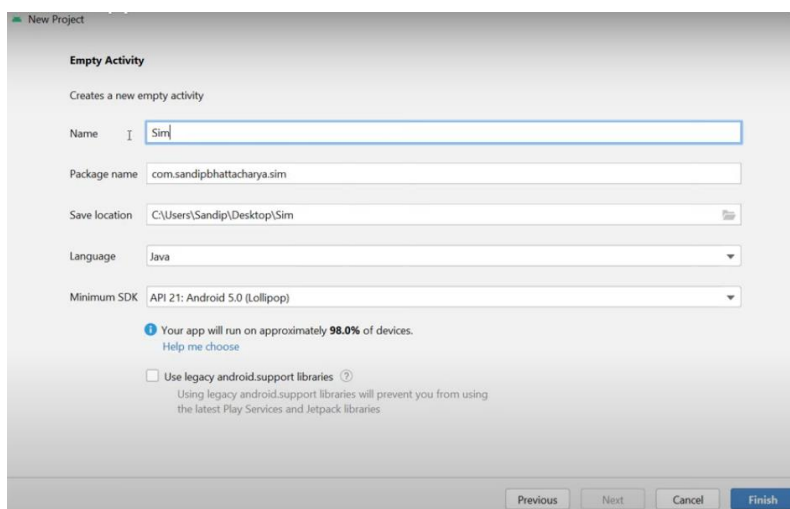 New Project
Empty Activity
Creates a new empty activity
Name Sim
Package name com.sandipbhattacharya.sim
Save location C:\Users\Sandip\Desktop\Sim
Language Java
Minimum SDK API 21: Android 5.0 (Lollipop)
Your app will run on approximately 98.0% of devices.
Help me choose
Use legacy android.support libraries ?
Using legacy android.support libraries will prevent you from using
the latest Play Services and Jetpack libraries
Previous Next Cancel Finish